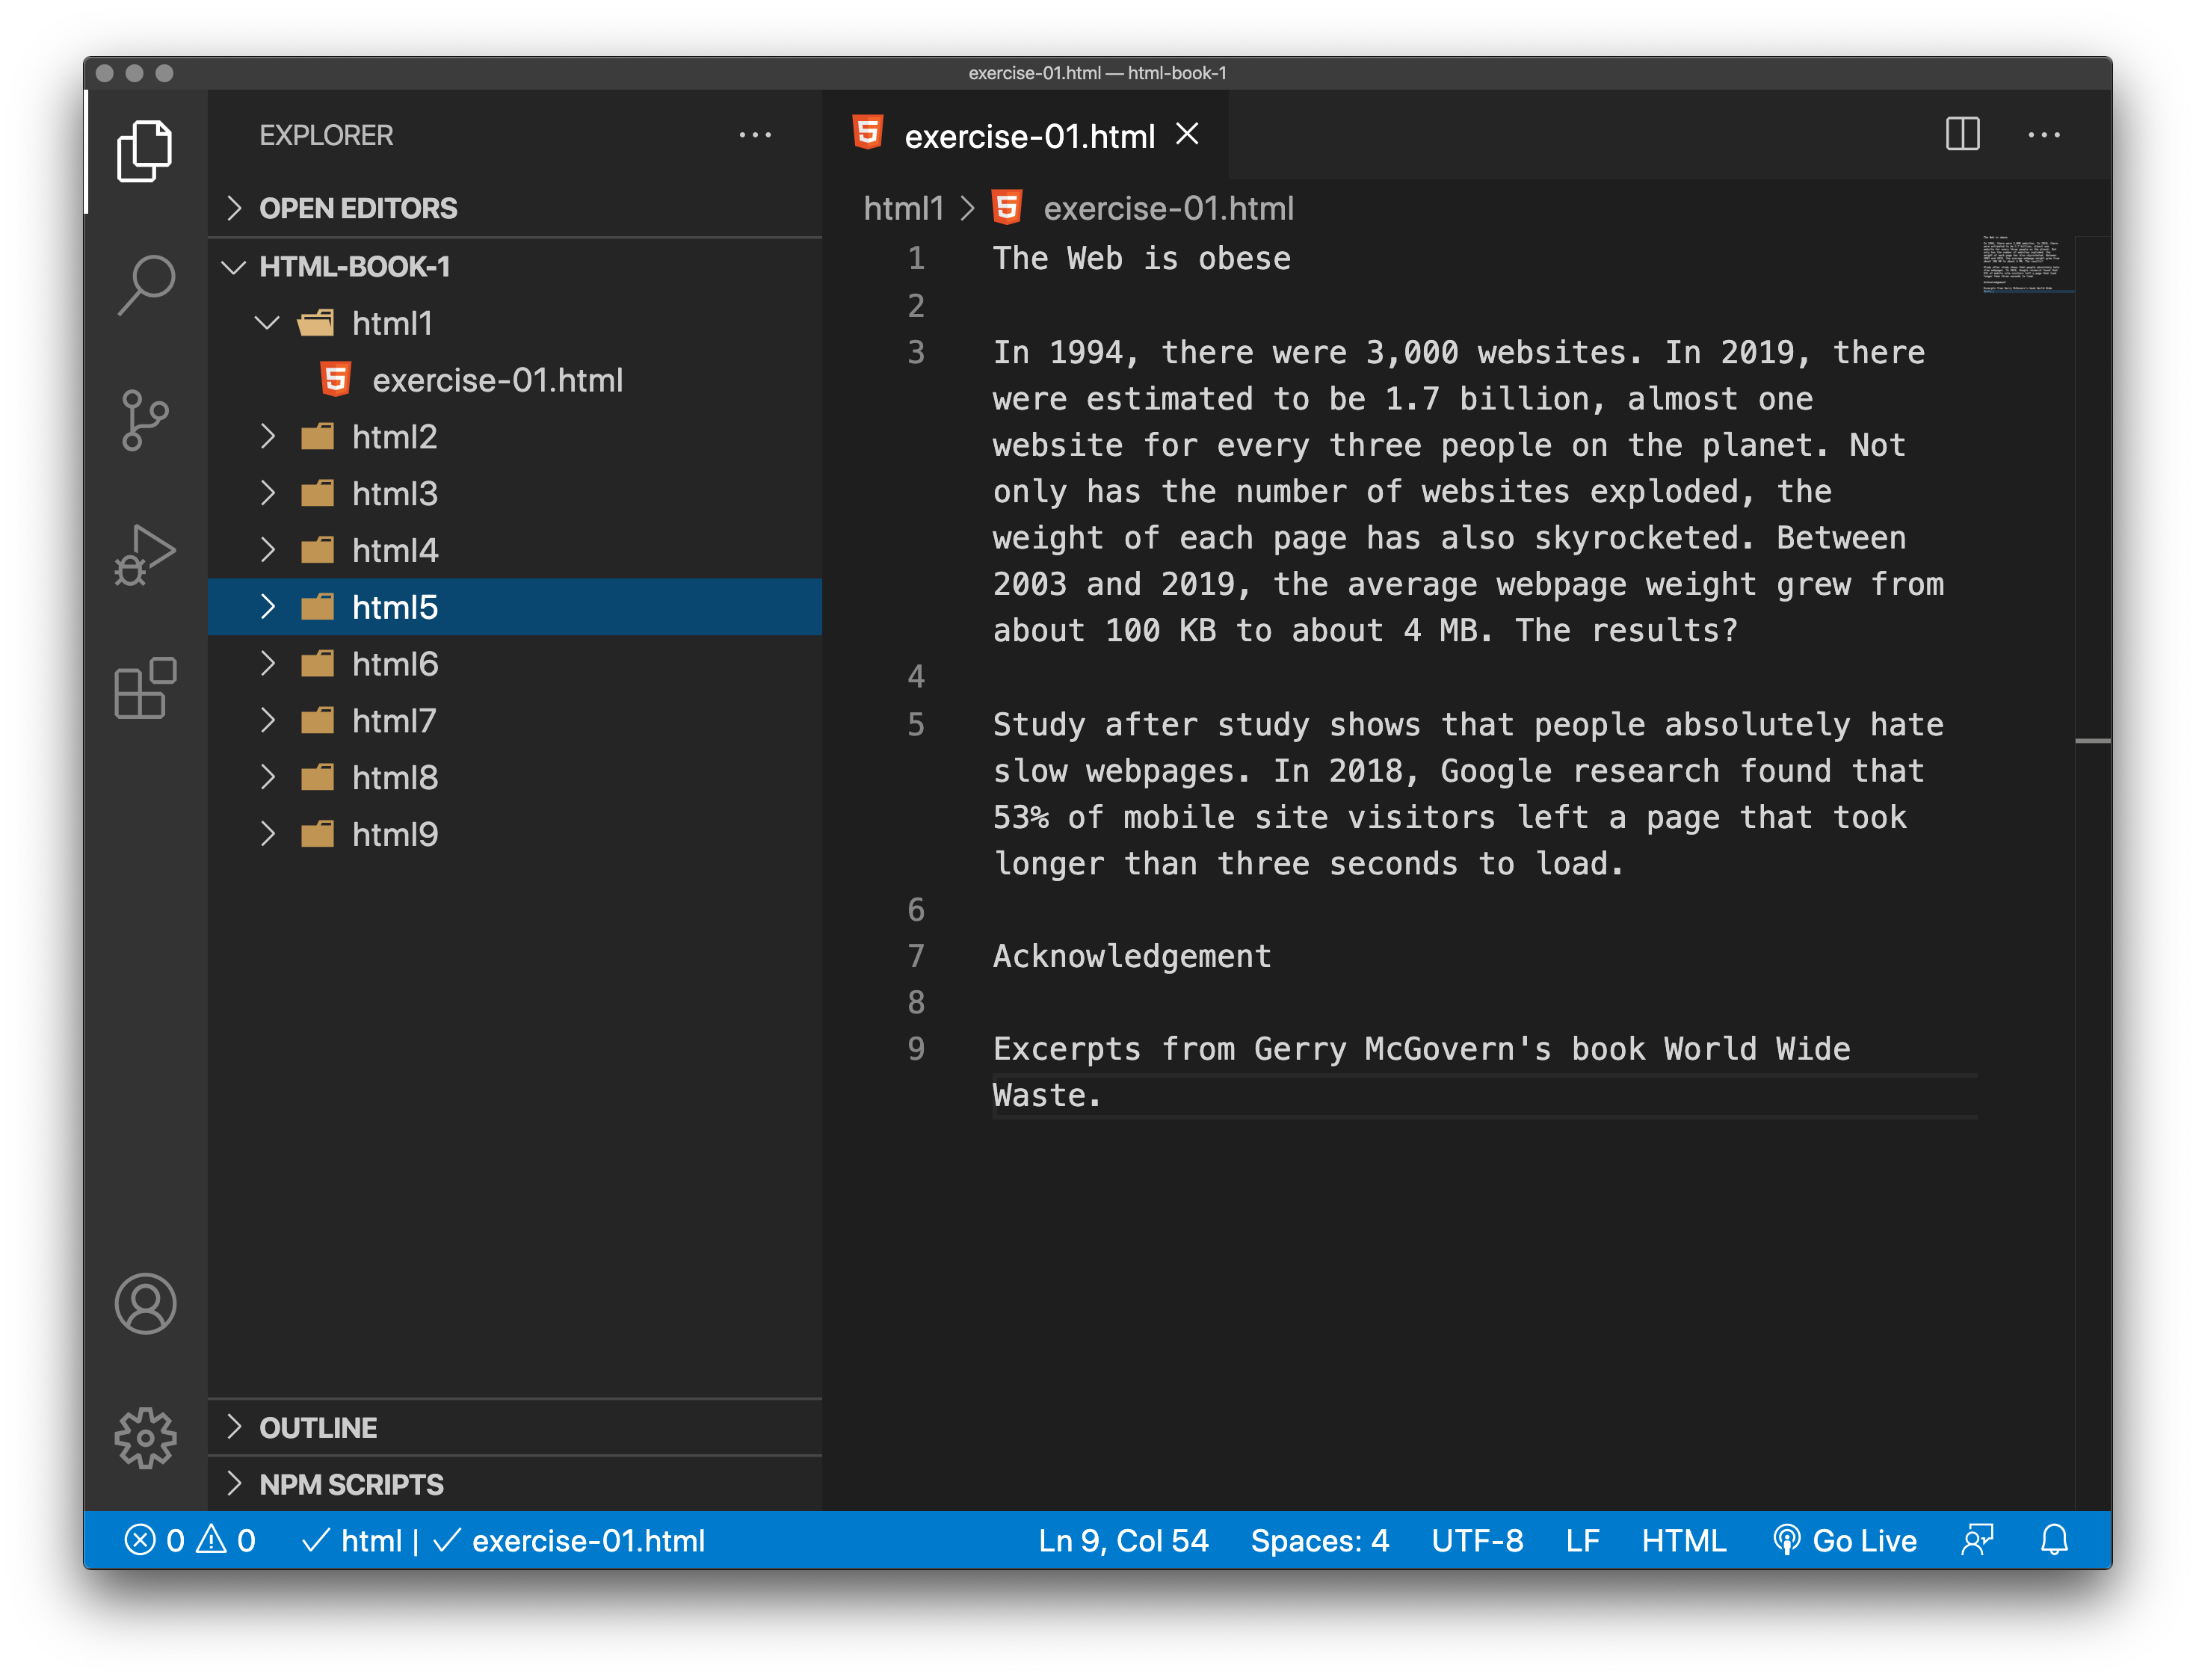 exercise-01.html — html-book-1
EXPLORER
OPEN EDITORS
HTML-BOOK-1
html1
exercise-01.html
html2
html3
html4
html5
html6
html7
html8
html9
OUTLINE
NPM SCRIPTS
exercise-01.html
html1 > exercise-01.html
1 The Web is obese
2
3 In 1994, there were 3,000 websites. In 2019, there
were estimated to be 1.7 billion, almost one
website for every three people on the planet. Not
only has the number of websites exploded, the
weight of each page has also skyrocketed. Between
2003 and 2019, the average webpage weight grew from
about 100 KB to about 4 MB. The results?
4
5 Study after study shows that people absolutely hate
slow webpages. In 2018, Google research found that
53% of mobile site visitors left a page that took
longer than three seconds to load.
6
7 Acknowledgement
8
9 Excerpts from Gerry McGovern's book World Wide
Waste.
0 0 html | exercise-01.html Ln 9, Col 54 Spaces: 4 UTF-8 LF HTML Go Live